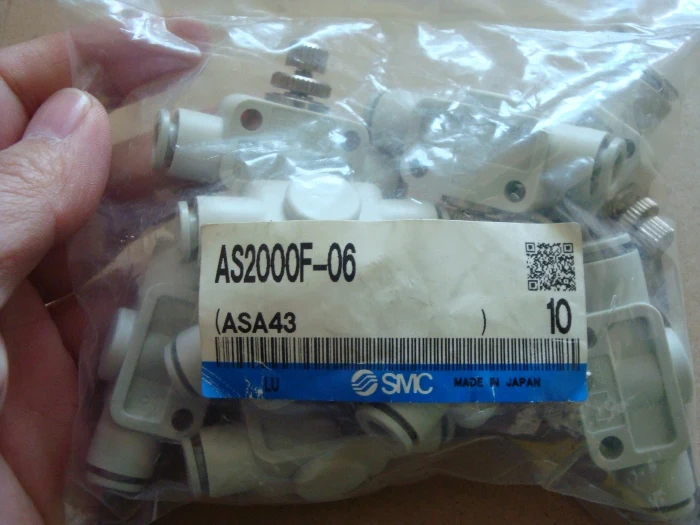 AS2000F-06
(ASA43 ) 10
LU SMC MADE IN JAPAN